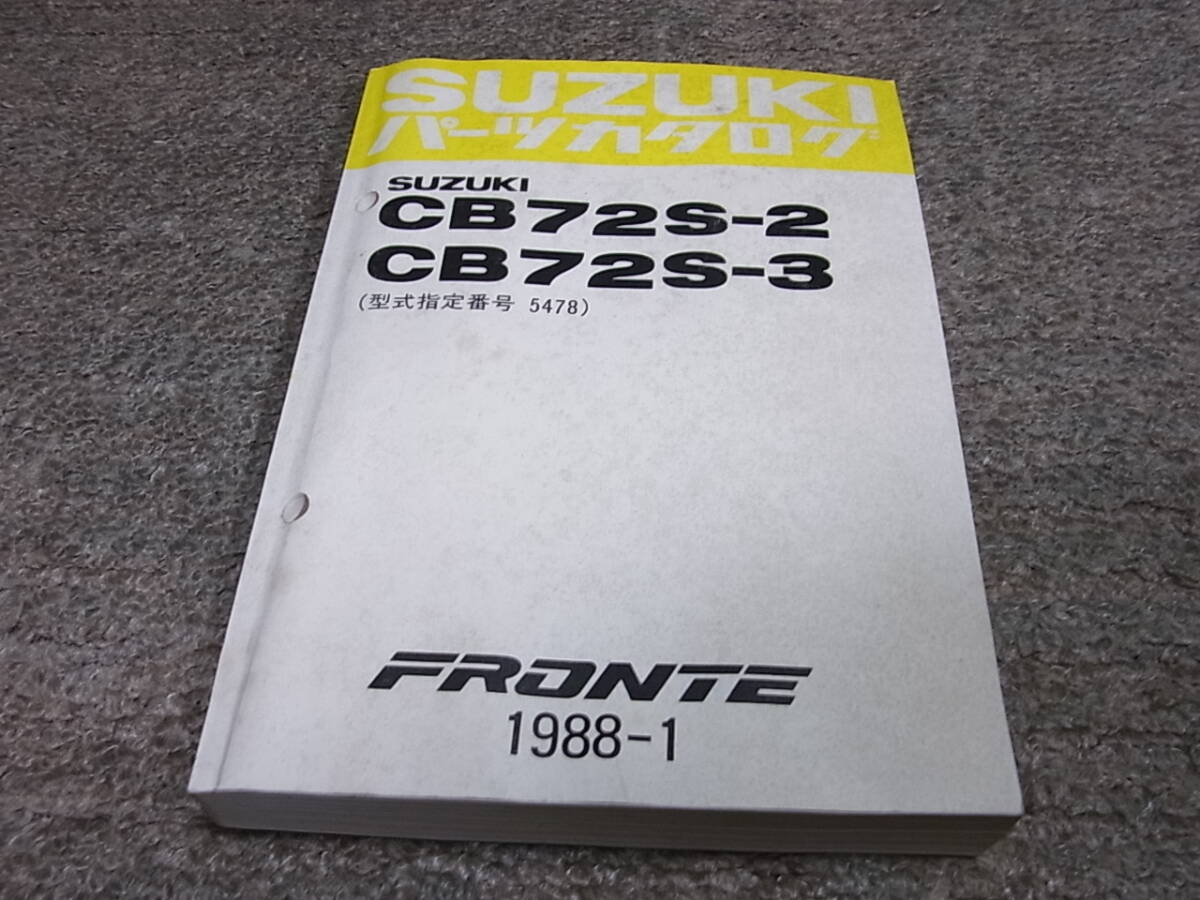 SUZUKI
パーツカタログ
SUZUKI
CB72S-2
CB72S-3
(型式指定番号 5478)
FRONTE
1988-1